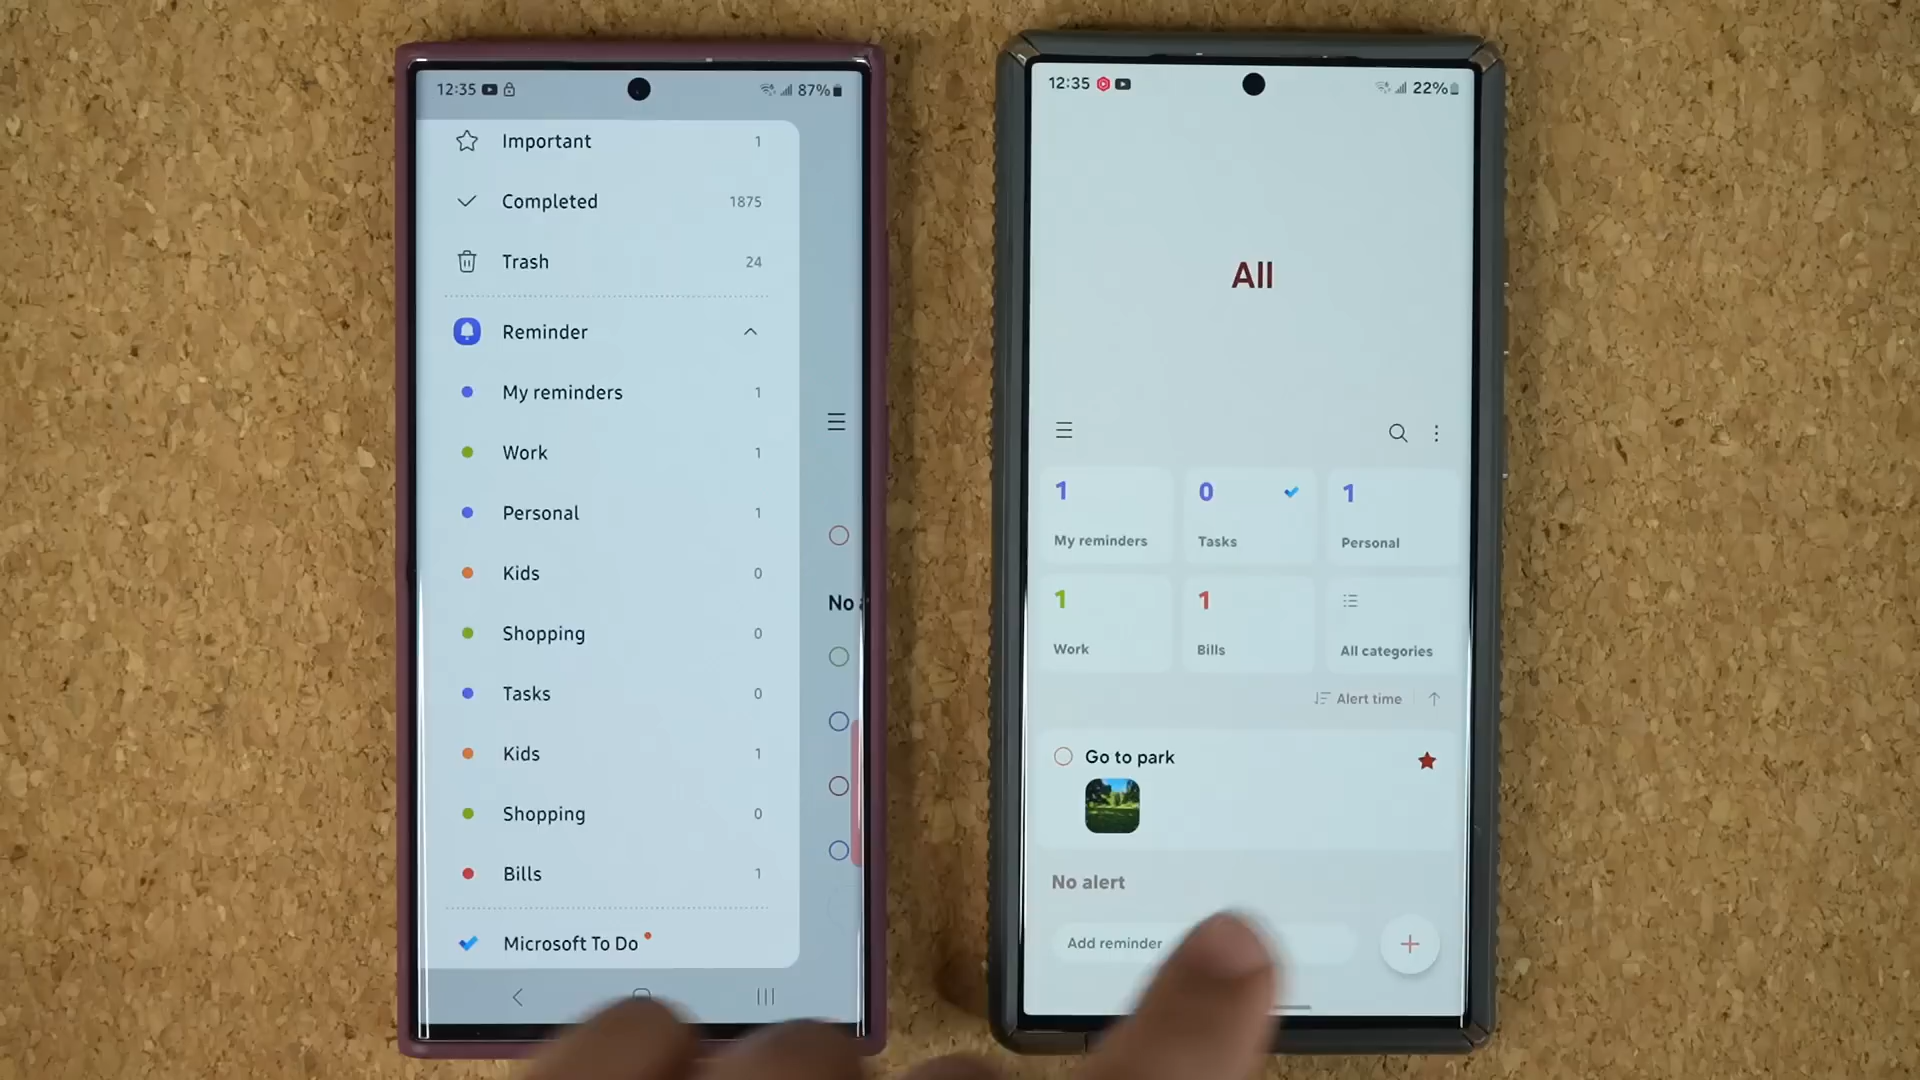 12:35
87%
Important 1
Completed 1875
Trash 24
Reminder
My reminders 1
Work 1
Personal 1
Kids 0
Shopping 0
Tasks 0
Kids 1
Shopping 0
Bills 1
Microsoft To Do
No
12:35
22%
All
1
My reminders
0
Tasks
1
Personal
1
Work
1
Bills
All categories
Alert time
Go to park
No alert
Add reminder